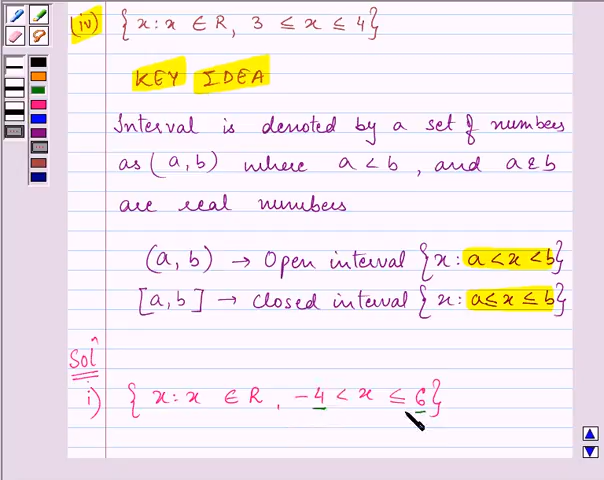 (iv) { x : x ∈ R, 3 ≤ x ≤ 4 }
KEY IDEA
Interval is denoted by a set of numbers
as (a, b) where a < b, and a & b
are real numbers
(a, b) → Open interval { x : a < x < b }
[a, b] → closed interval { x : a ≤ x ≤ b }
Solⁿ
i) { x : x ∈ R, -4 < x ≤ 6 }